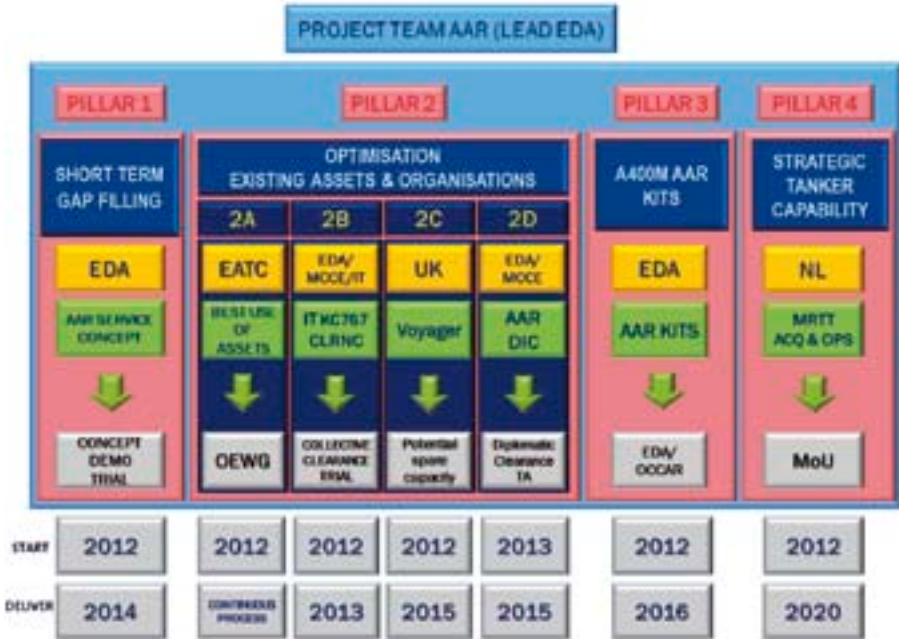 PROJECT TEAM AAR (LEAD EDA)
PILLAR 1
PILLAR 2
PILLAR 3
PILLAR 4
SHORT TERM
GAP FILLING
OPTIMISATION
EXISTING ASSETS & ORGANISATIONS
A400M AAR
KITS
STRATEGIC
TANKER
CAPABILITY
2A
2B
2C
2D
EDA
EATC
EDA/
MCCE/IT
UK
EDA/
MCCE
EDA
NL
AAR SERVICE
CONCEPT
BEST USE
OF
ASSETS
IT KC767
CLRNC
Voyager
AAR
DIC
AAR KITS
MRTT
ACQ & OPS
CONCEPT
DEMO
TRIAL
OEWG
COLLECTIVE
CLEARANCE
TRIAL
Potential
spare
capacity
Diplomatic
Clearance
TA
EDA/
OCCAR
MoU
START
2012
2012
2012
2012
2013
2012
2012
DELIVER
2014
CONTINUOUS
PROCESS
2013
2015
2015
2016
2020